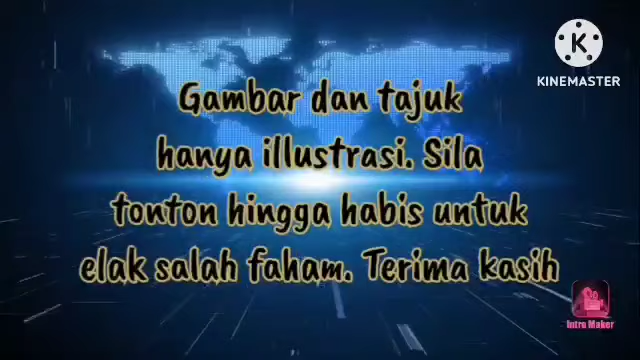 KINEMASTER
Gambar dan tajuk
hanya illustrasi. Sila
tonton hingga habis untuk
elak salah faham. Terima kasih
Intro Maker